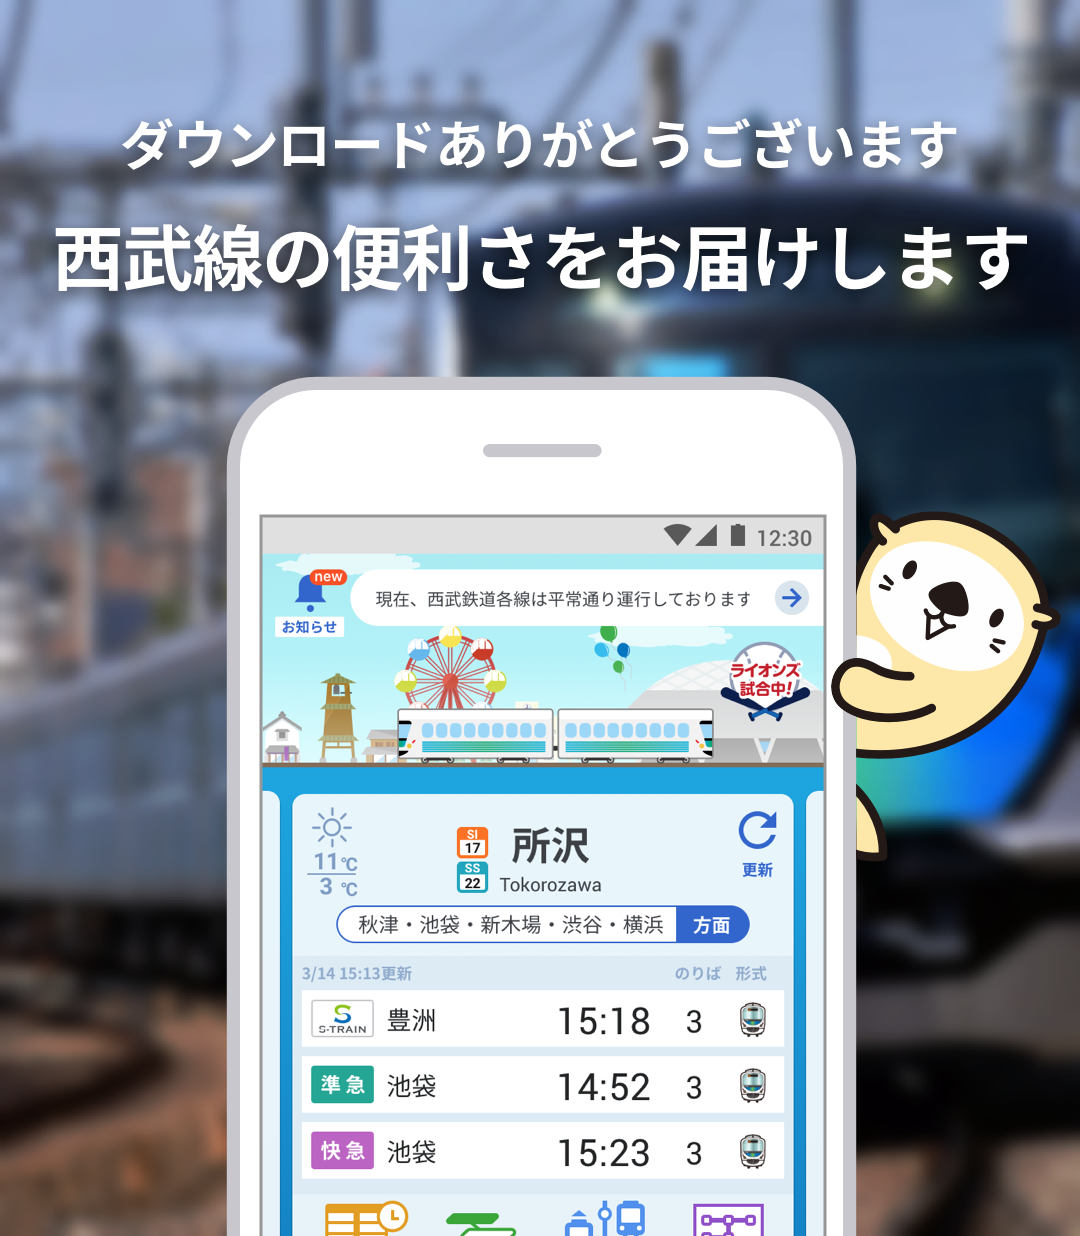 ダウンロードありがとうございます
西武線の便利さをお届けします
12:30
new
お知らせ
現在、西武鉄道各線は平常通り運行しております
ライオンズ
試合中!
11℃
3℃
SI
17
SS
22
所沢
Tokorozawa
更新
秋津・池袋・新木場・渋谷・横浜 方面
3/14 15:13更新 のりば 形式
S-TRAIN 豊洲 15:18 3
準急 池袋 14:52 3
快急 池袋 15:23 3